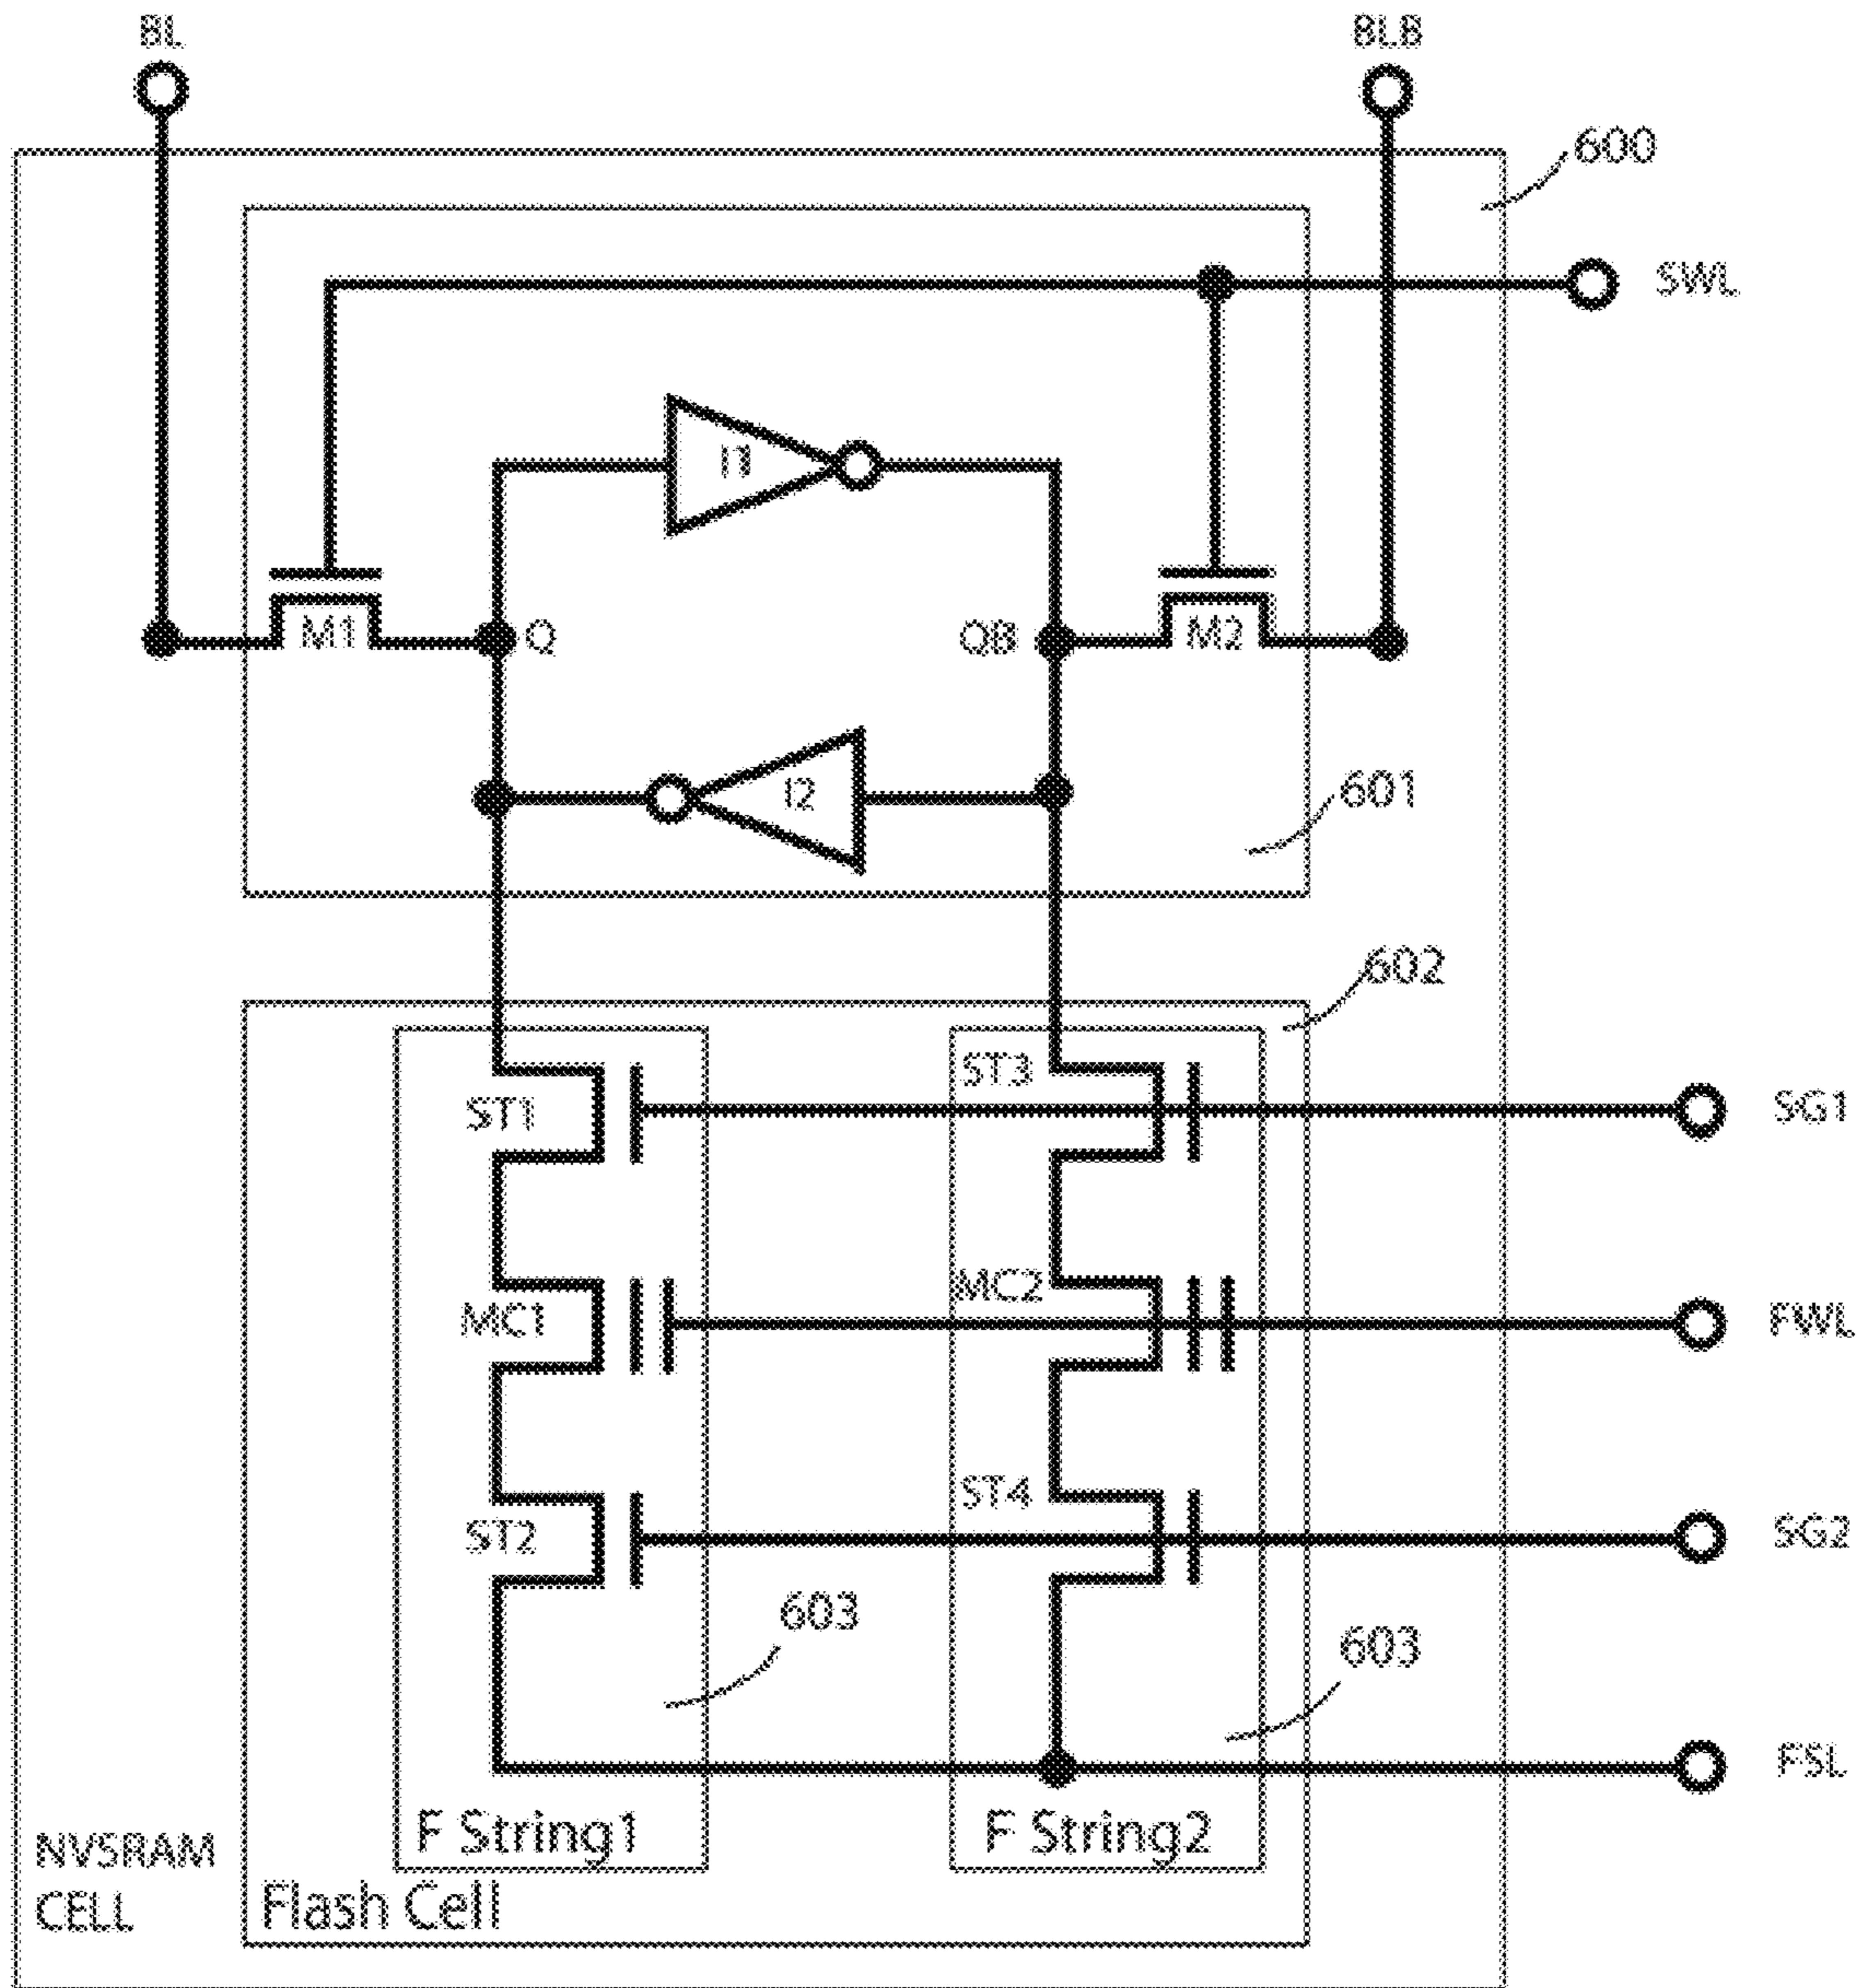 BL
BLB
600
SWL
I1
M1
Q
QB
M2
I2
601
602
ST1
ST3
SG1
MC1
MC2
FWL
ST2
ST4
SG2
603
603
FSL
F String1
F String2
NVSRAM
CELL
Flash Cell